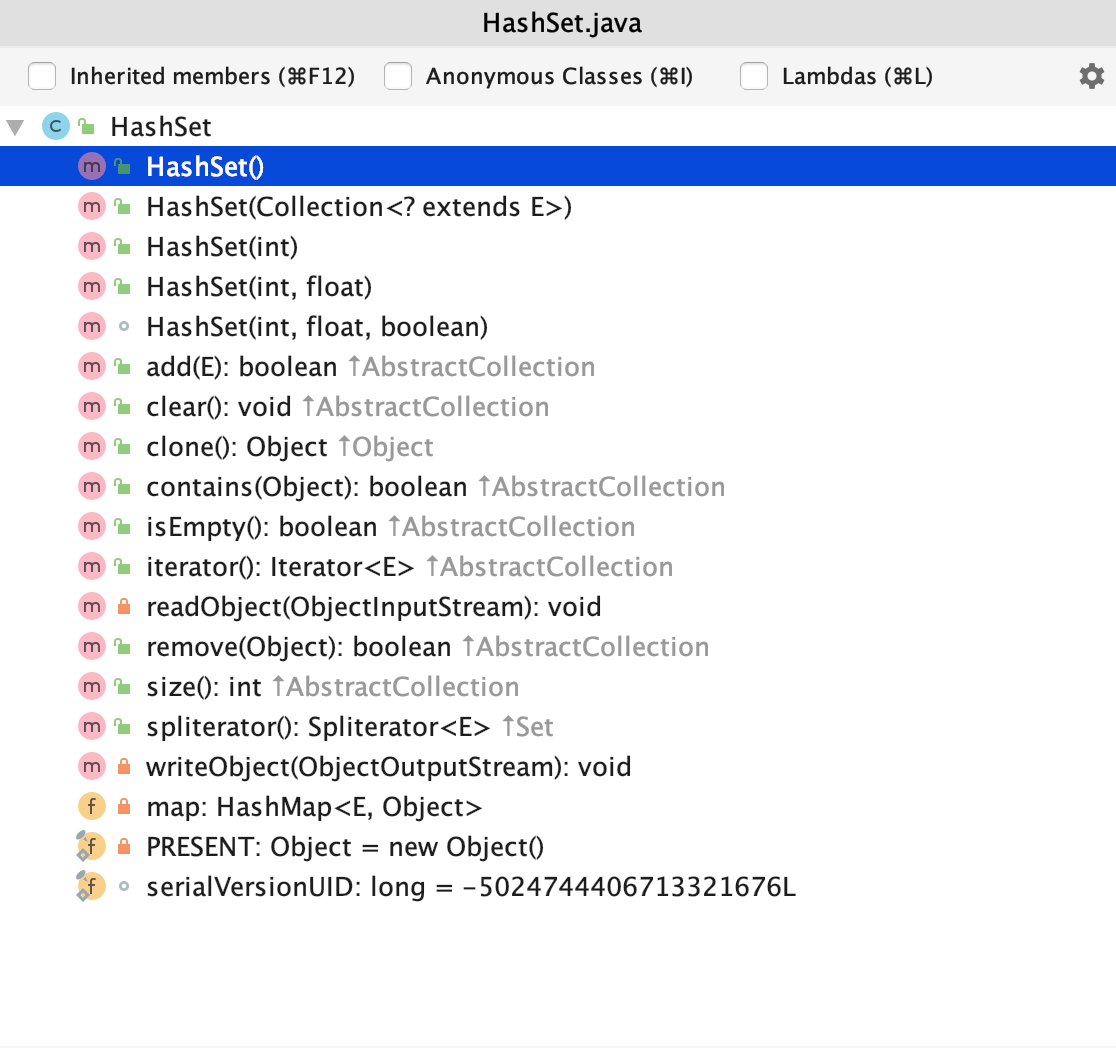 HashSet.java
Inherited members (⌘F12) Anonymous Classes (⌘I) Lambdas (⌘L)
C HashSet
m HashSet()
m HashSet(Collection<? extends E>)
m HashSet(int)
m HashSet(int, float)
m HashSet(int, float, boolean)
m add(E): boolean ↑AbstractCollection
m clear(): void ↑AbstractCollection
m clone(): Object ↑Object
m contains(Object): boolean ↑AbstractCollection
m isEmpty(): boolean ↑AbstractCollection
m iterator(): Iterator<E> ↑AbstractCollection
m readObject(ObjectInputStream): void
m remove(Object): boolean ↑AbstractCollection
m size(): int ↑AbstractCollection
m spliterator(): Spliterator<E> ↑Set
m writeObject(ObjectOutputStream): void
f map: HashMap<E, Object>
f PRESENT: Object = new Object()
f serialVersionUID: long = -5024744406713321676L